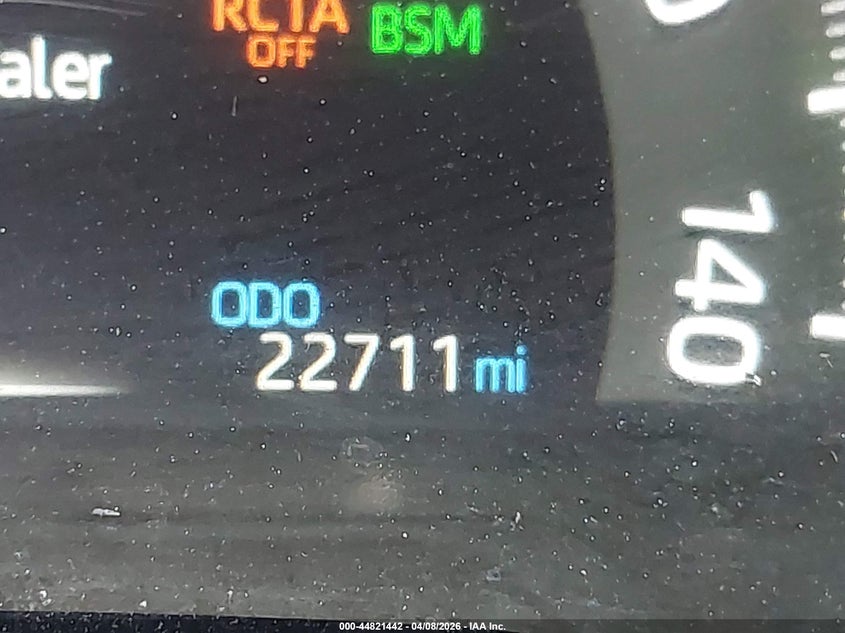 RCTA BSM
OFF
aler
140
ODO
22711 mi
000-44821442 - 04/08/2026 - IAA Inc.